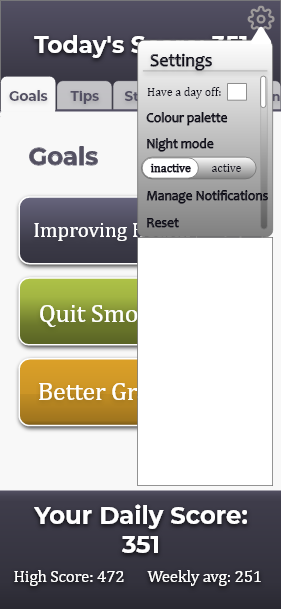 Today's S 351
Settings
Goals
Tips
St
n
Have a day off:
Colour palette
Goals
Night mode
inactive active
Manage Notifications
Improving
Reset
Quit Smo
Better Gr
Your Daily Score:
351
High Score: 472 Weekly avg: 251